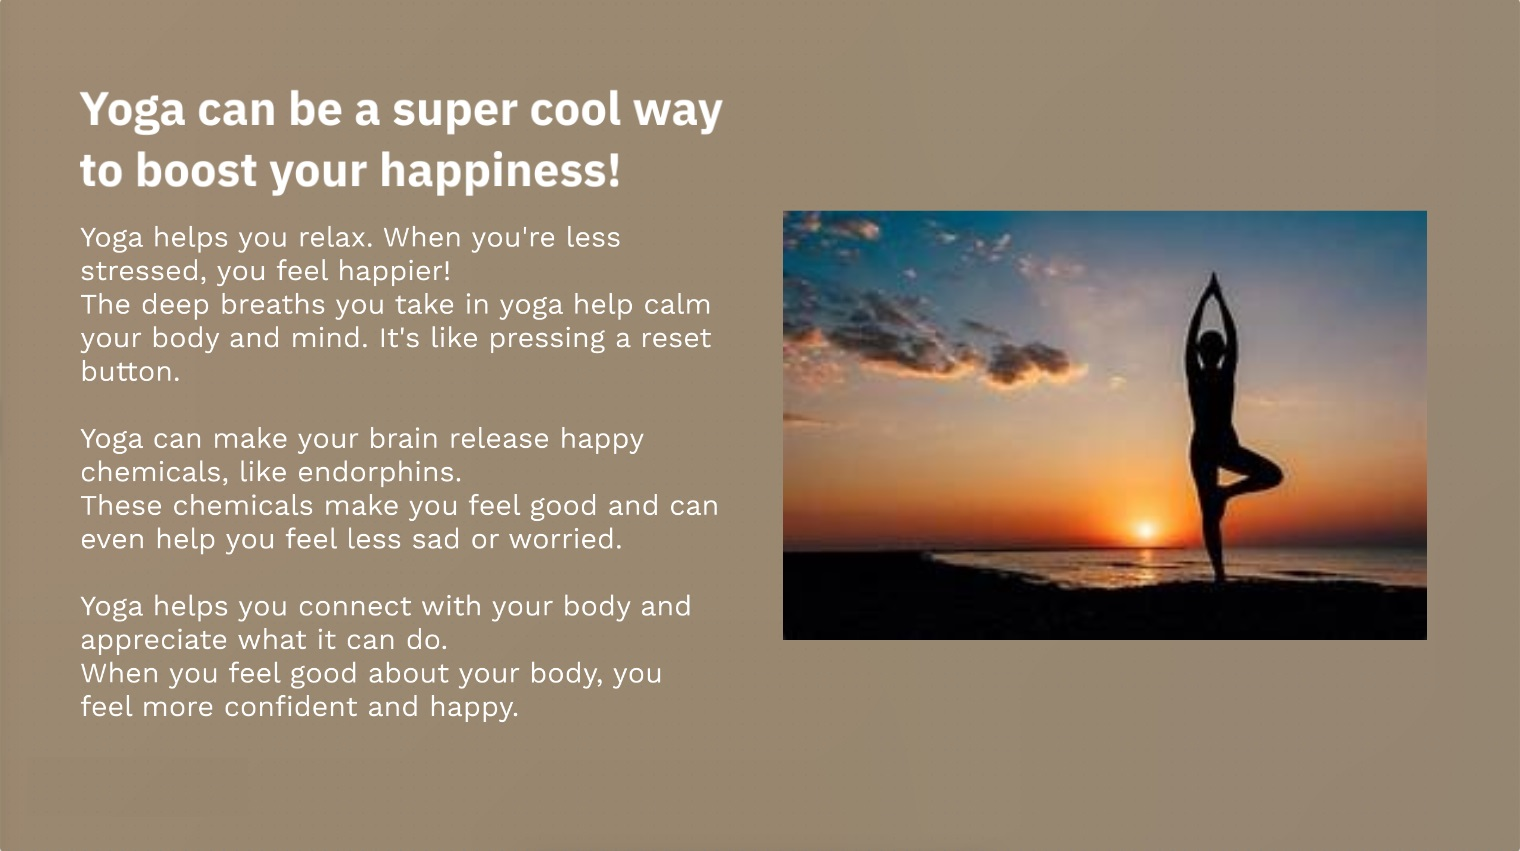 Yoga can be a super cool way
to boost your happiness!
Yoga helps you relax. When you're less
stressed, you feel happier!
The deep breaths you take in yoga help calm
your body and mind. It's like pressing a reset
button.
Yoga can make your brain release happy
chemicals, like endorphins.
These chemicals make you feel good and can
even help you feel less sad or worried.
Yoga helps you connect with your body and
appreciate what it can do.
When you feel good about your body, you
feel more confident and happy.